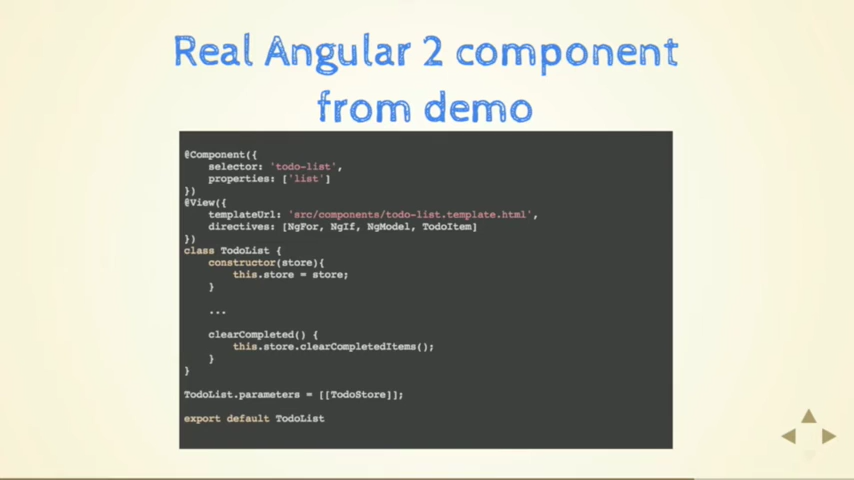 Real Angular 2 component
from demo
@Component({
    selector: 'todo-list',
    properties: ['list']
})
@View({
    templateUrl: 'src/components/todo-list.template.html',
    directives: [NgFor, NgIf, NgModel, TodoItem]
})
class TodoList {
    constructor(store){
        this.store = store;
    }
    ...
    clearCompleted() {
        this.store.clearCompletedItems();
    }
}
TodoList.parameters = [[TodoStore]];
export default TodoList